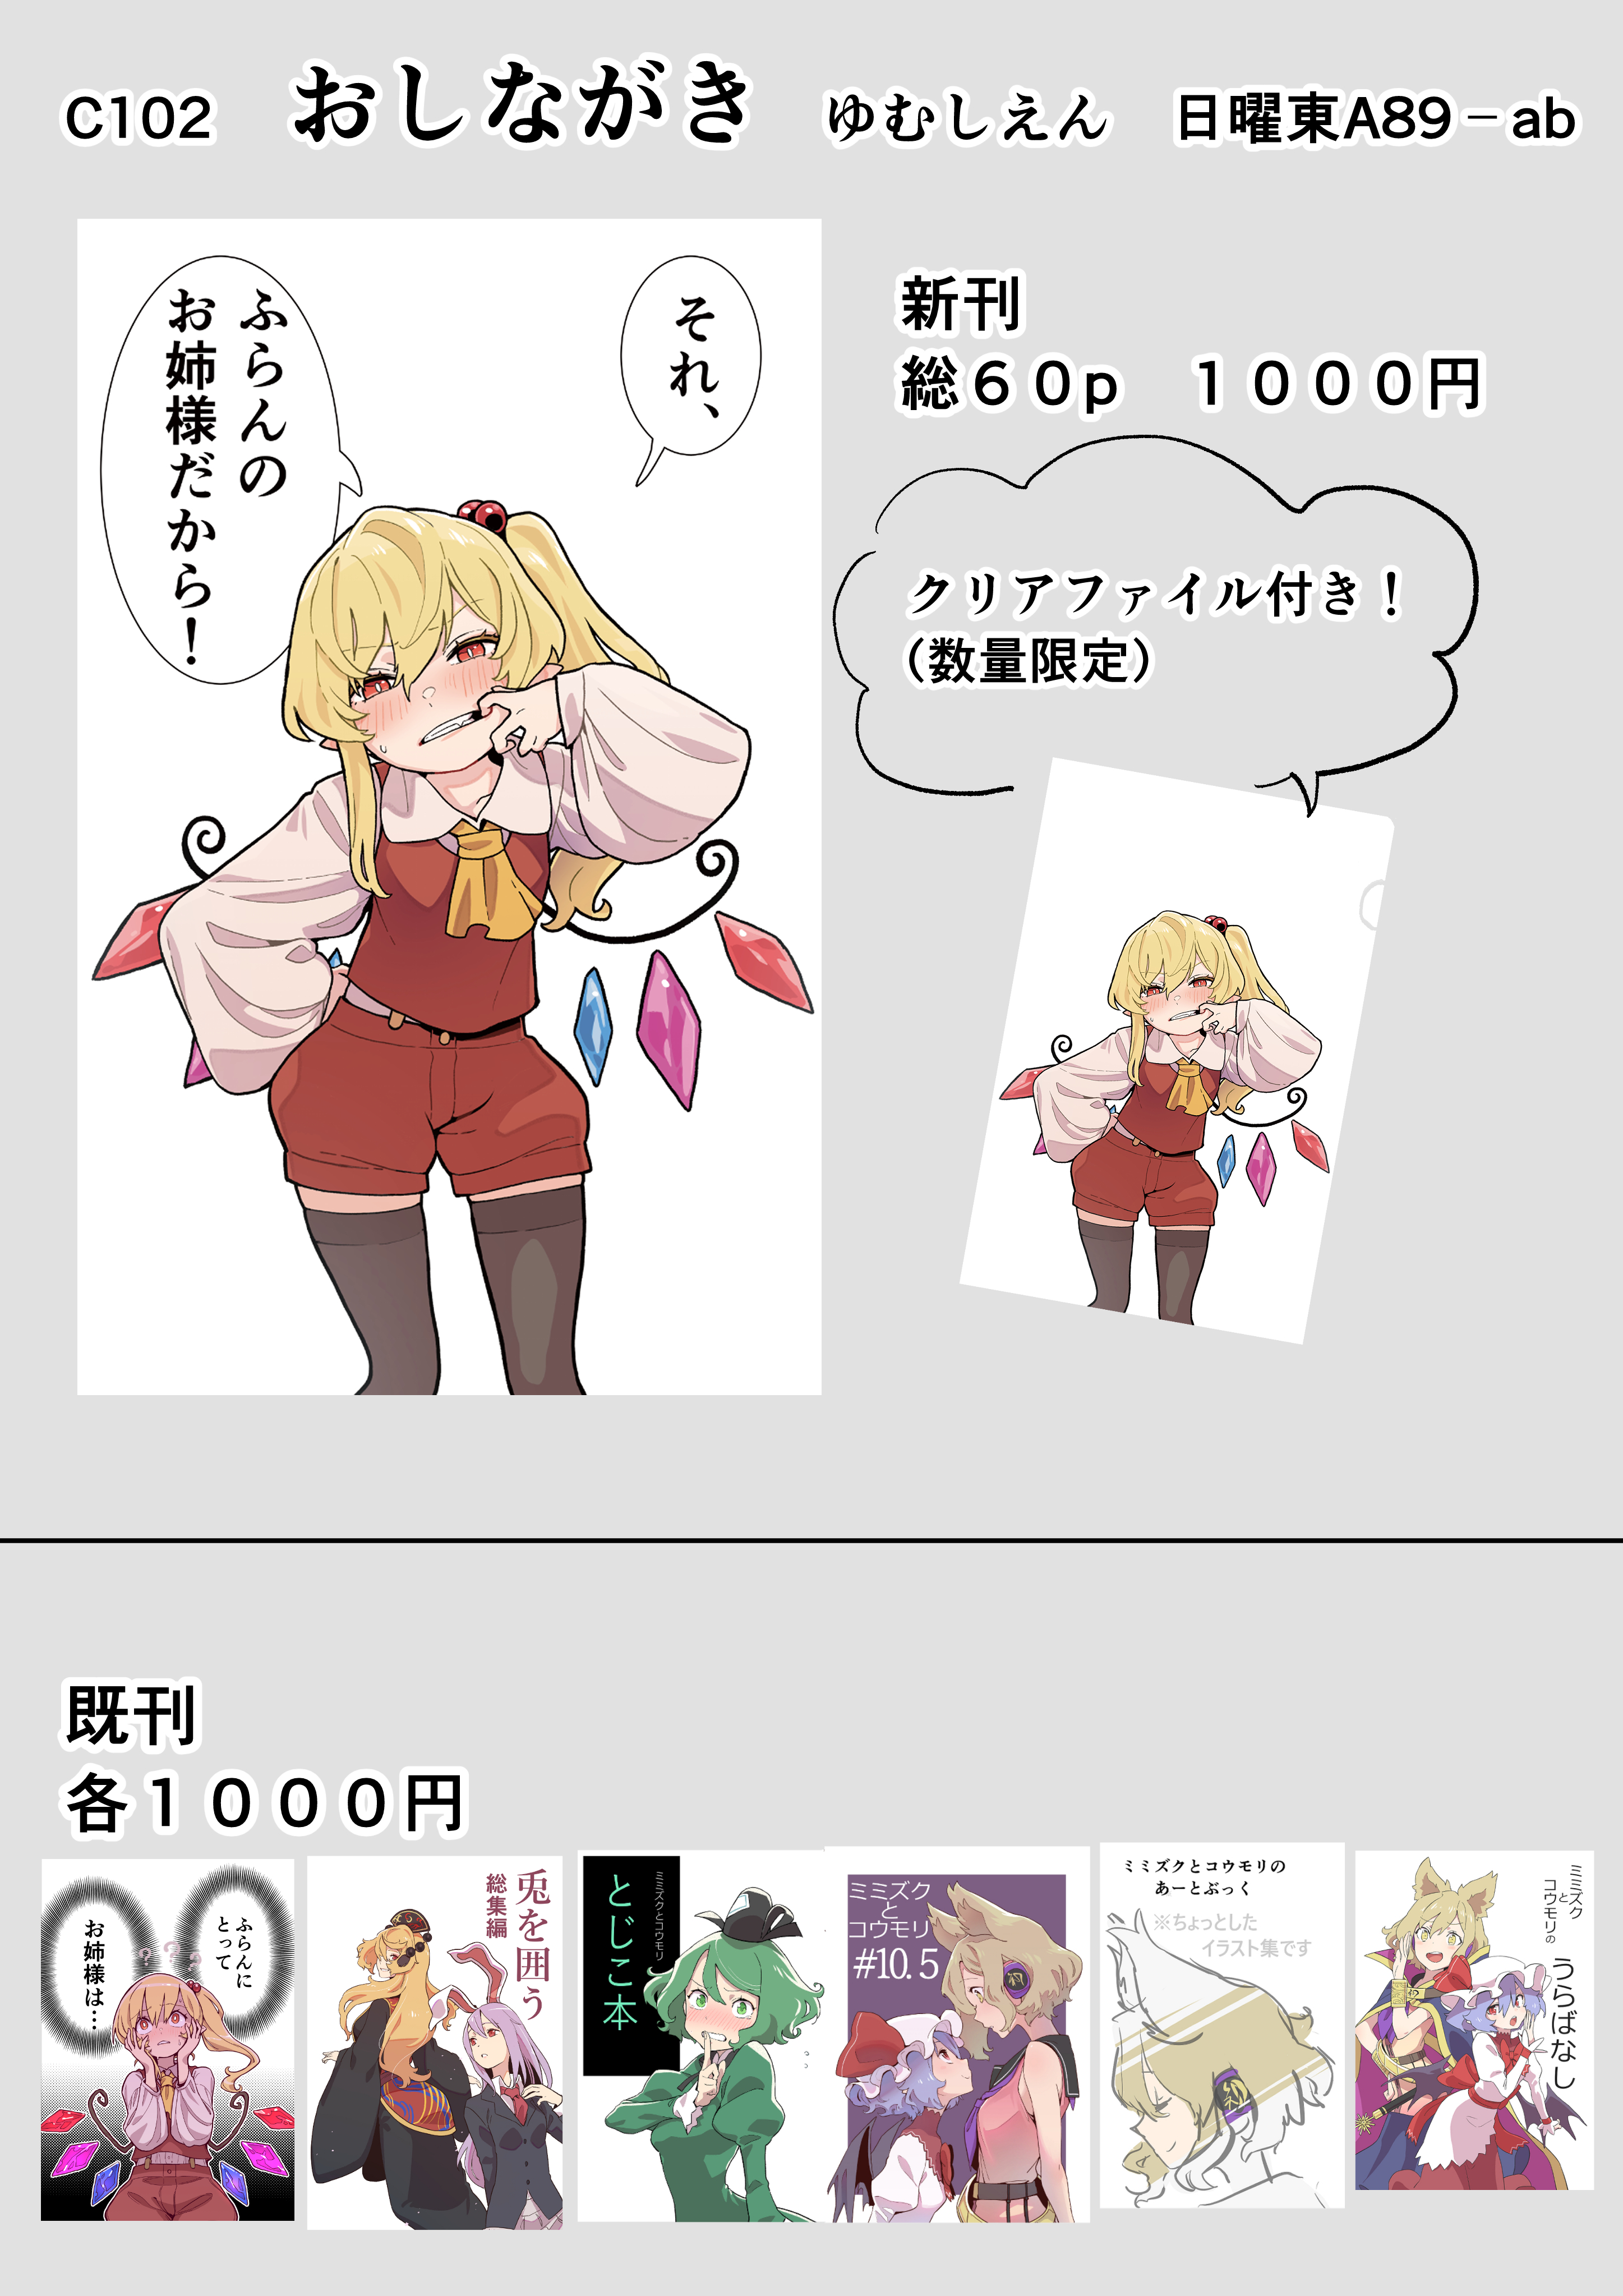 C102　おしながき　ゆむしえん　日曜東A89－ab
それ、
ふらんの
お姉様だから！
新刊
総６０p　１０００円
クリアファイル付き！
（数量限定）
既刊
各１０００円
ふらんに
とって
お姉様は…
? ? ?
兎を囲う
総集編
ミミズクとコウモリ
とじこ本
ミミズク
と
コウモリ
#10.5
ミミズクとコウモリの
あーとぶっく
※ちょっとした
イラスト集です
ミミズク
と
コウモリの
うらばなし